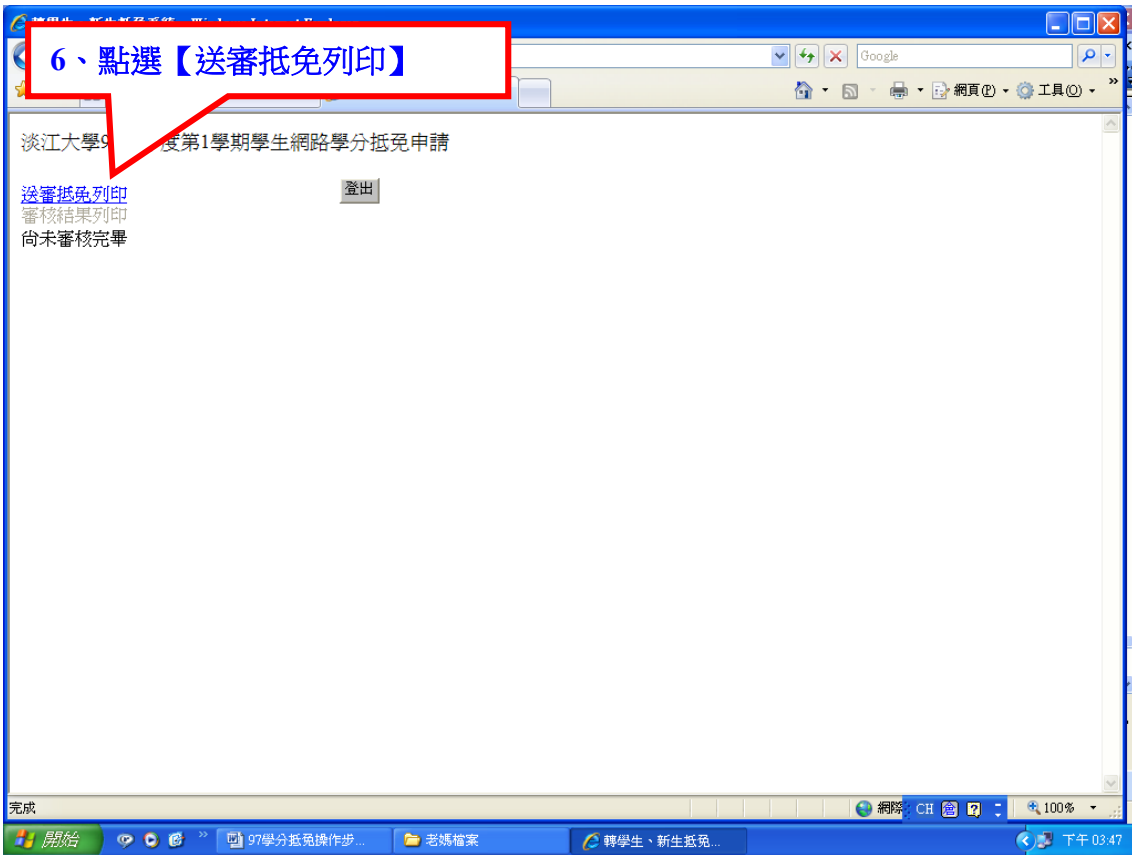 6、點選【送審抵免列印】
Google
網頁(P)
工具(O)
»
淡江大學9
度第1學期學生網路學分抵免申請
送審抵免列印
登出
審核結果列印
尚未審核完畢
完成
網際
CH
100%
開始
»
97學分抵免操作步...
老媽檔案
轉學生、新生抵免...
下午 03:47